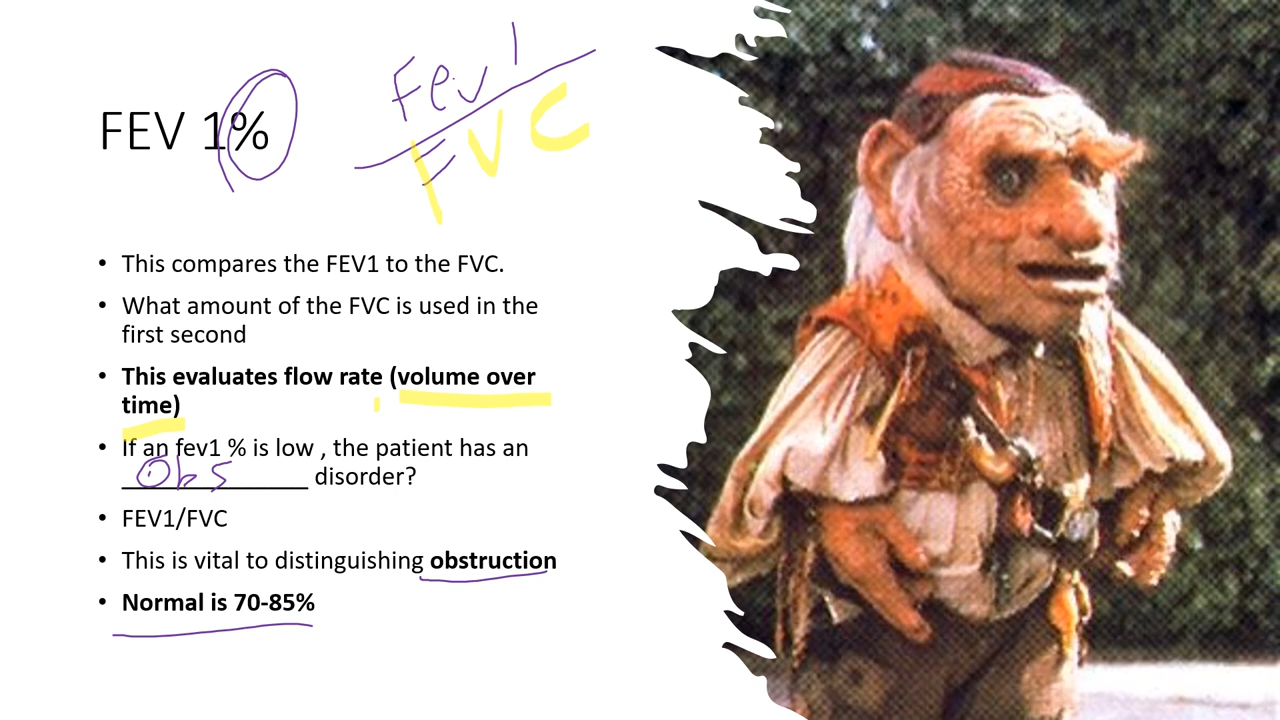 Fev 1
FEV 1%
FVC
• This compares the FEV1 to the FVC.
• What amount of the FVC is used in the
first second
• This evaluates flow rate (volume over
time)
• If an fev1 % is low , the patient has an
Obs disorder?
• FEV1/FVC
• This is vital to distinguishing obstruction
• Normal is 70-85%